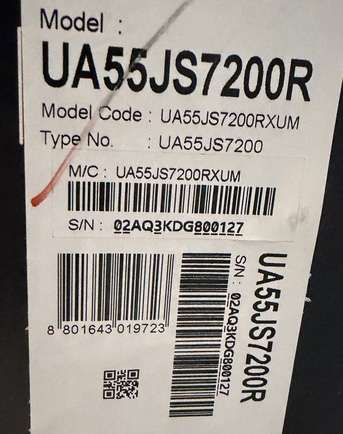 Model :
UA55JS7200R
Model Code : UA55JS7200RXUM
Type No. : UA55JS7200
M/C : UA55JS7200RXUM
S/N : 02AQ3KDG800127
8 801643 019723
UA55JS7200R
S/N : 02AQ3KDG800127